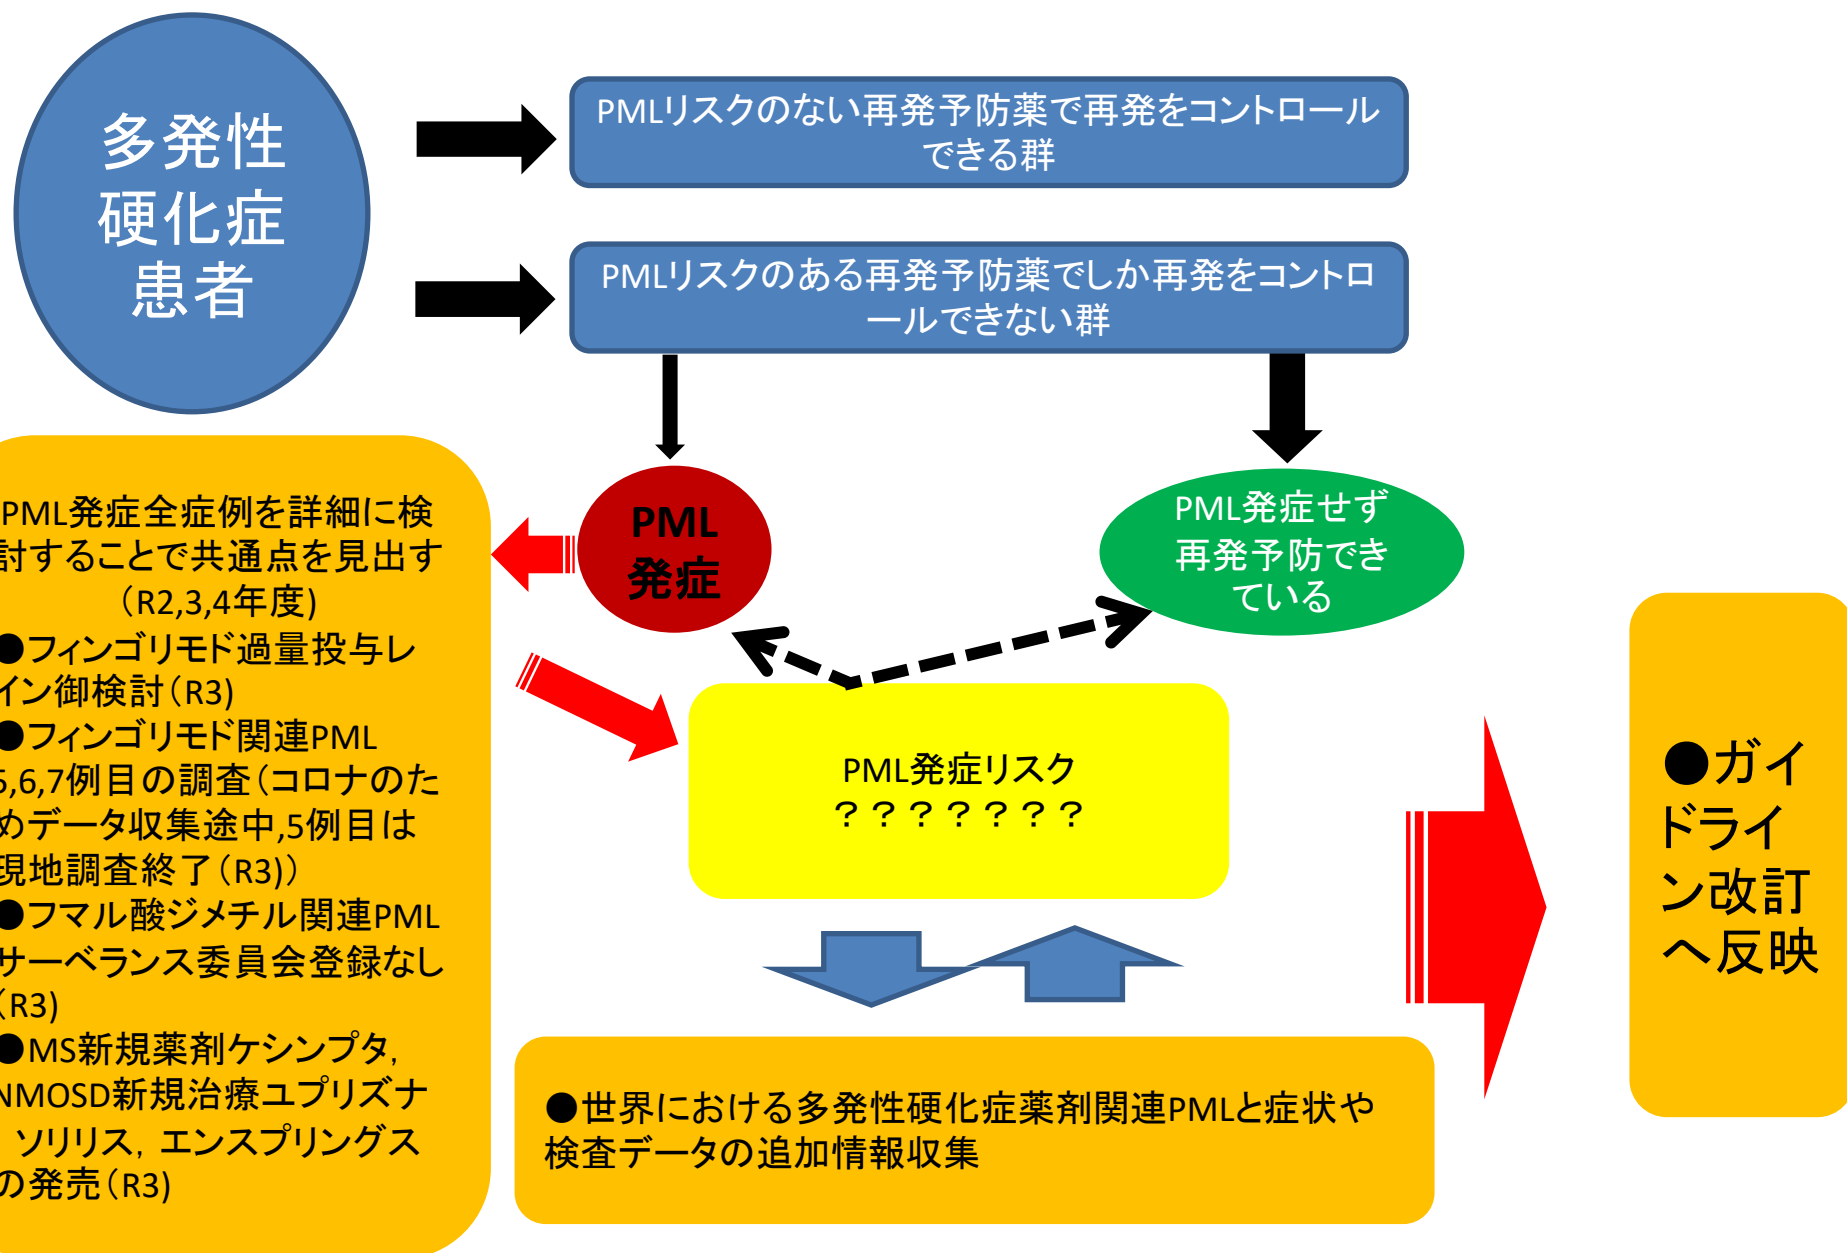 多発性
硬化症
患者
PMLリスクのない再発予防薬で再発をコントロール
できる群
PMLリスクのある再発予防薬でしか再発をコントロ
ールできない群
PML発症全症例を詳細に検
討することで共通点を見出す
（R2,3,4年度)
●フィンゴリモド過量投与レ
イン御検討（R3)
●フィンゴリモド関連PML
5,6,7例目の調査（コロナのた
めデータ収集途中,5例目は
現地調査終了（R3)）
●フマル酸ジメチル関連PML
サーベランス委員会登録なし
（R3)
●MS新規薬剤ケシンプタ,
NMOSD新規治療ユプリズナ
，ソリリス，エンスプリングス
の発売（R3)
PML
発症
PML発症せず
再発予防でき
ている
PML発症リスク
？？？？？？？
●世界における多発性硬化症薬剤関連PMLと症状や
検査データの追加情報収集
●ガイ
ドライ
ン改訂
へ反映